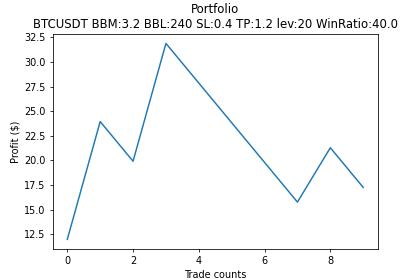 Portfolio
BTCUSDT BBM:3.2 BBL:240 SL:0.4 TP:1.2 lev:20 WinRatio:40.0
32.5
30.0
27.5
25.0
22.5
20.0
17.5
15.0
12.5
Profit ($)
0 2 4 6 8
Trade counts